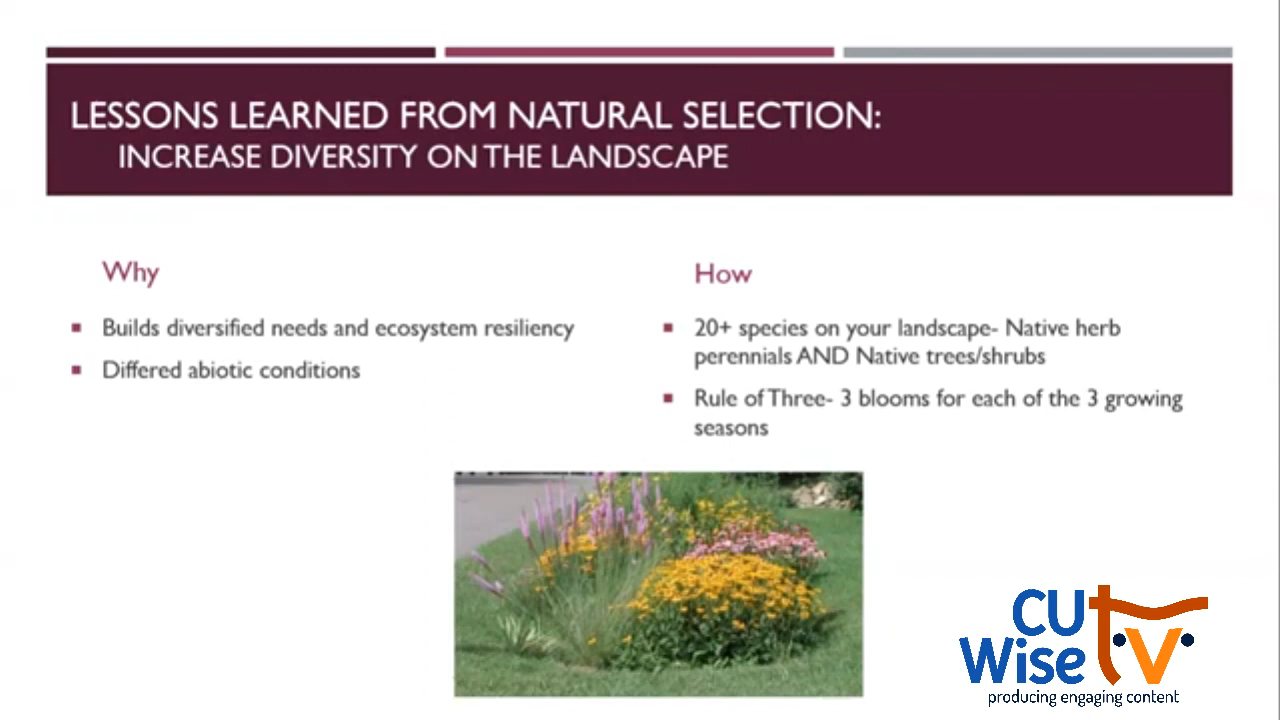 LESSONS LEARNED FROM NATURAL SELECTION:
INCREASE DIVERSITY ON THE LANDSCAPE
Why
Builds diversified needs and ecosystem resiliency
Differed abiotic conditions
How
20+ species on your landscape- Native herb
perennials AND Native trees/shrubs
Rule of Three- 3 blooms for each of the 3 growing
seasons
CU tv
Wise
producing engaging content